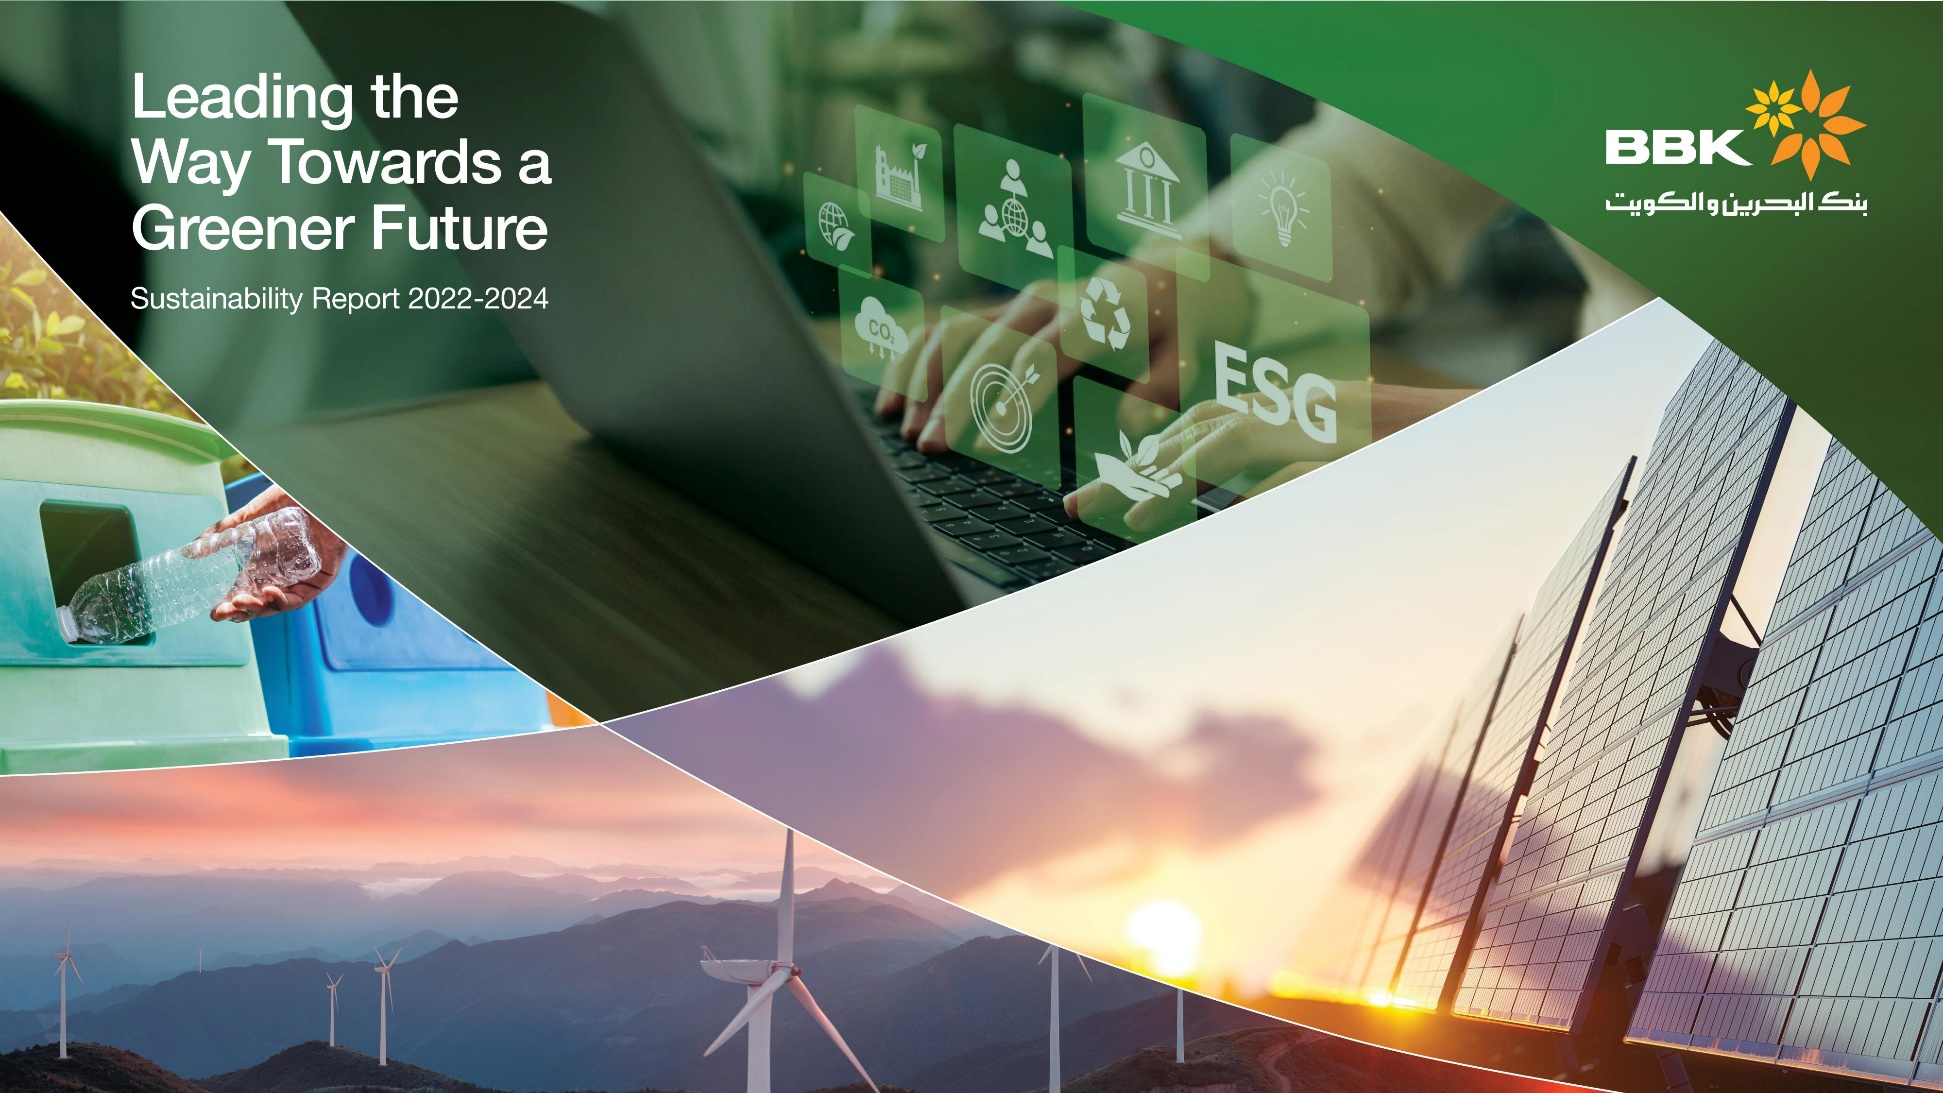 Leading the
Way Towards a
Greener Future
Sustainability Report 2022-2024
BBK
بنك البحرين والكويت
CO₂
ESG